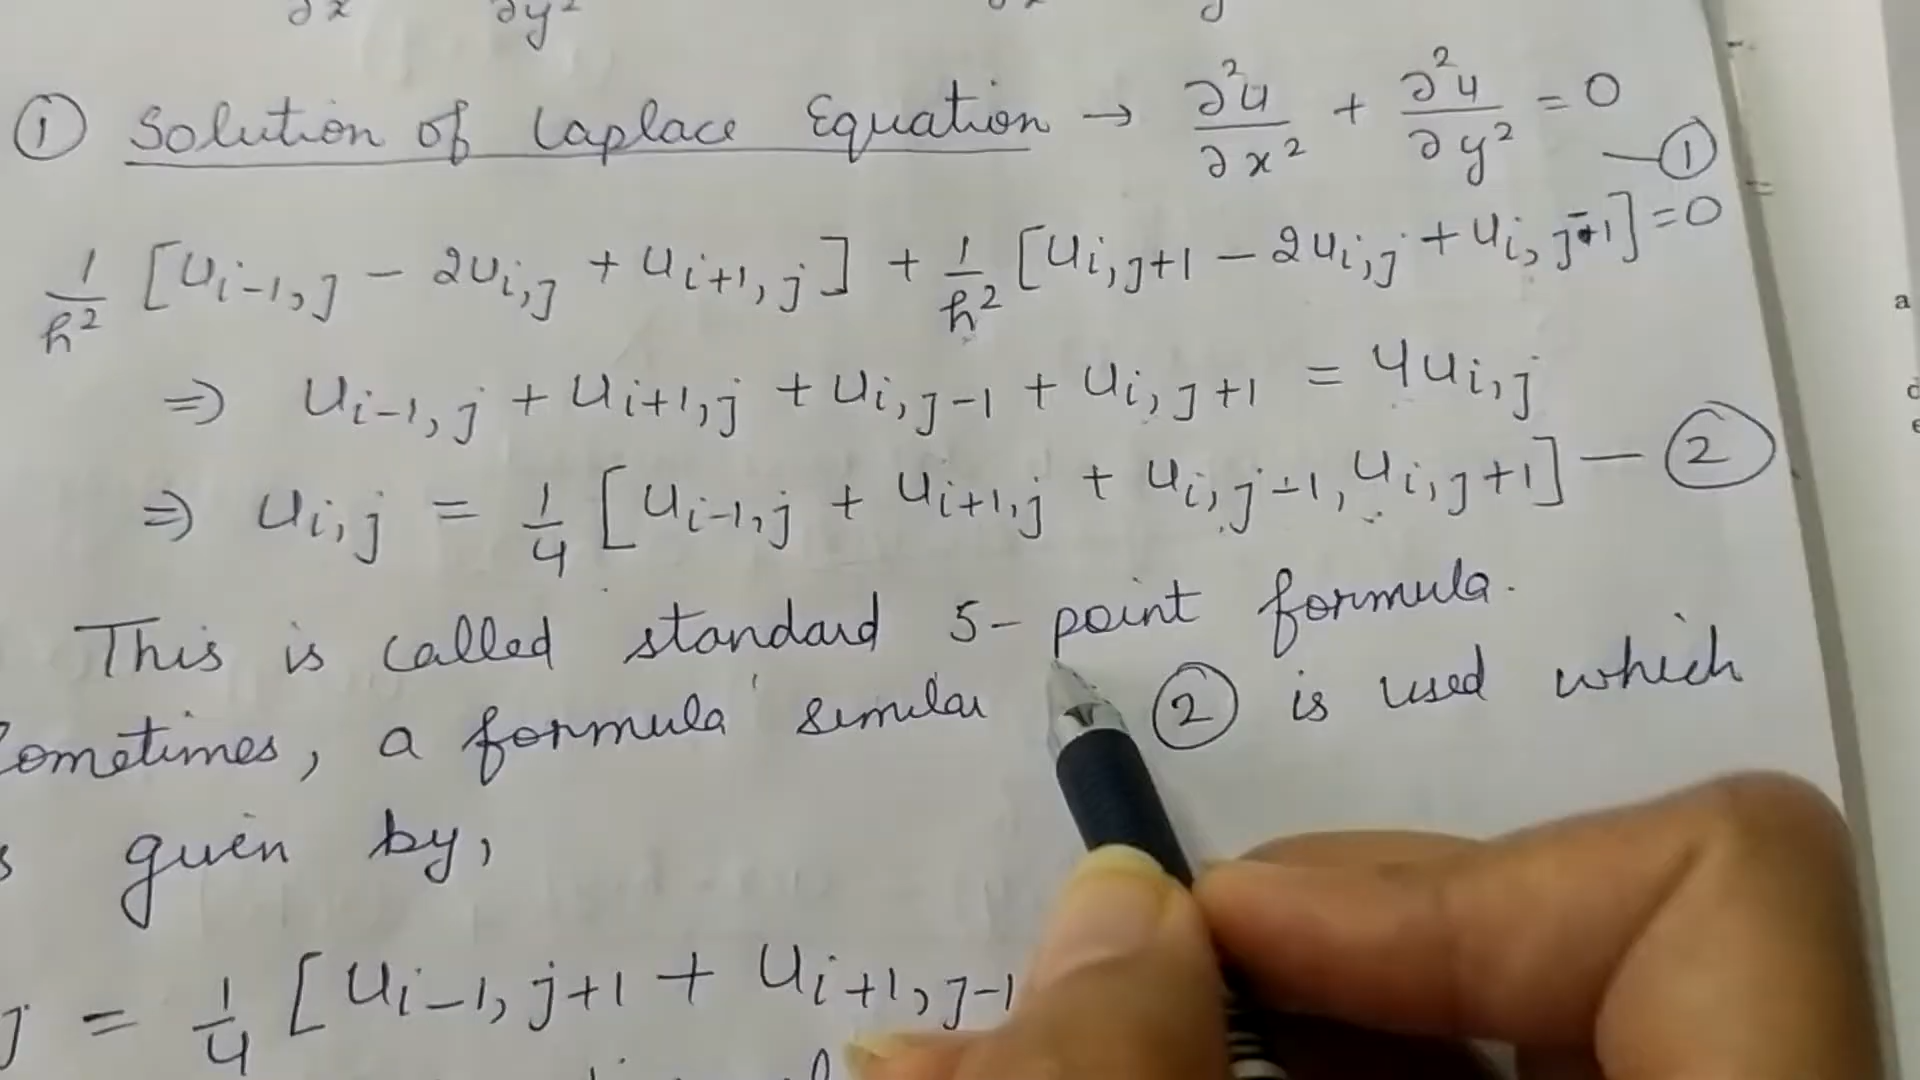 ∂x ∂y²
① Solution of Laplace Equation → ∂²u/∂x² + ∂²u/∂y² = 0 —①
1/h² [u_{i-1,j} - 2u_{i,j} + u_{i+1,j}] + 1/h² [u_{i,j+1} - 2u_{i,j} + u_{i,j-1}] = 0
⇒ u_{i-1,j} + u_{i+1,j} + u_{i,j-1} + u_{i,j+1} = 4u_{i,j}
⇒ u_{i,j} = 1/4 [u_{i-1,j} + u_{i+1,j} + u_{i,j-1}, u_{i,j+1}] — ②
This is called standard 5-point formula.
Sometimes, a formula similar ② is used which
s given by,
j = 1/4 [u_{i-1,j+1} + u_{i+1,j-1}